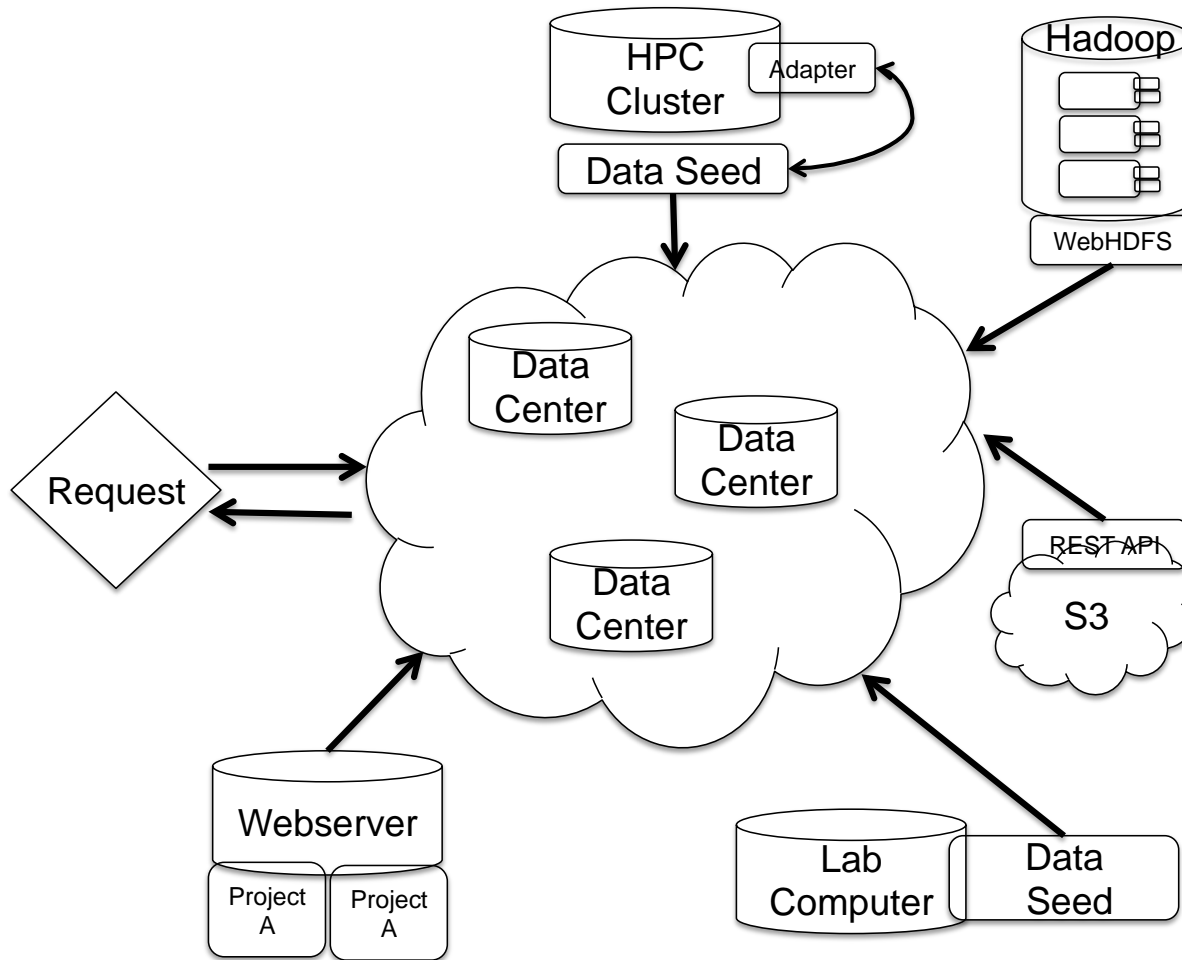 HPC
Cluster
Adapter
Hadoop
Data Seed
WebHDFS
Data
Center
Data
Center
Request
REST API
S3
Data
Center
Webserver
Project
A
Project
A
Lab
Computer
Data
Seed